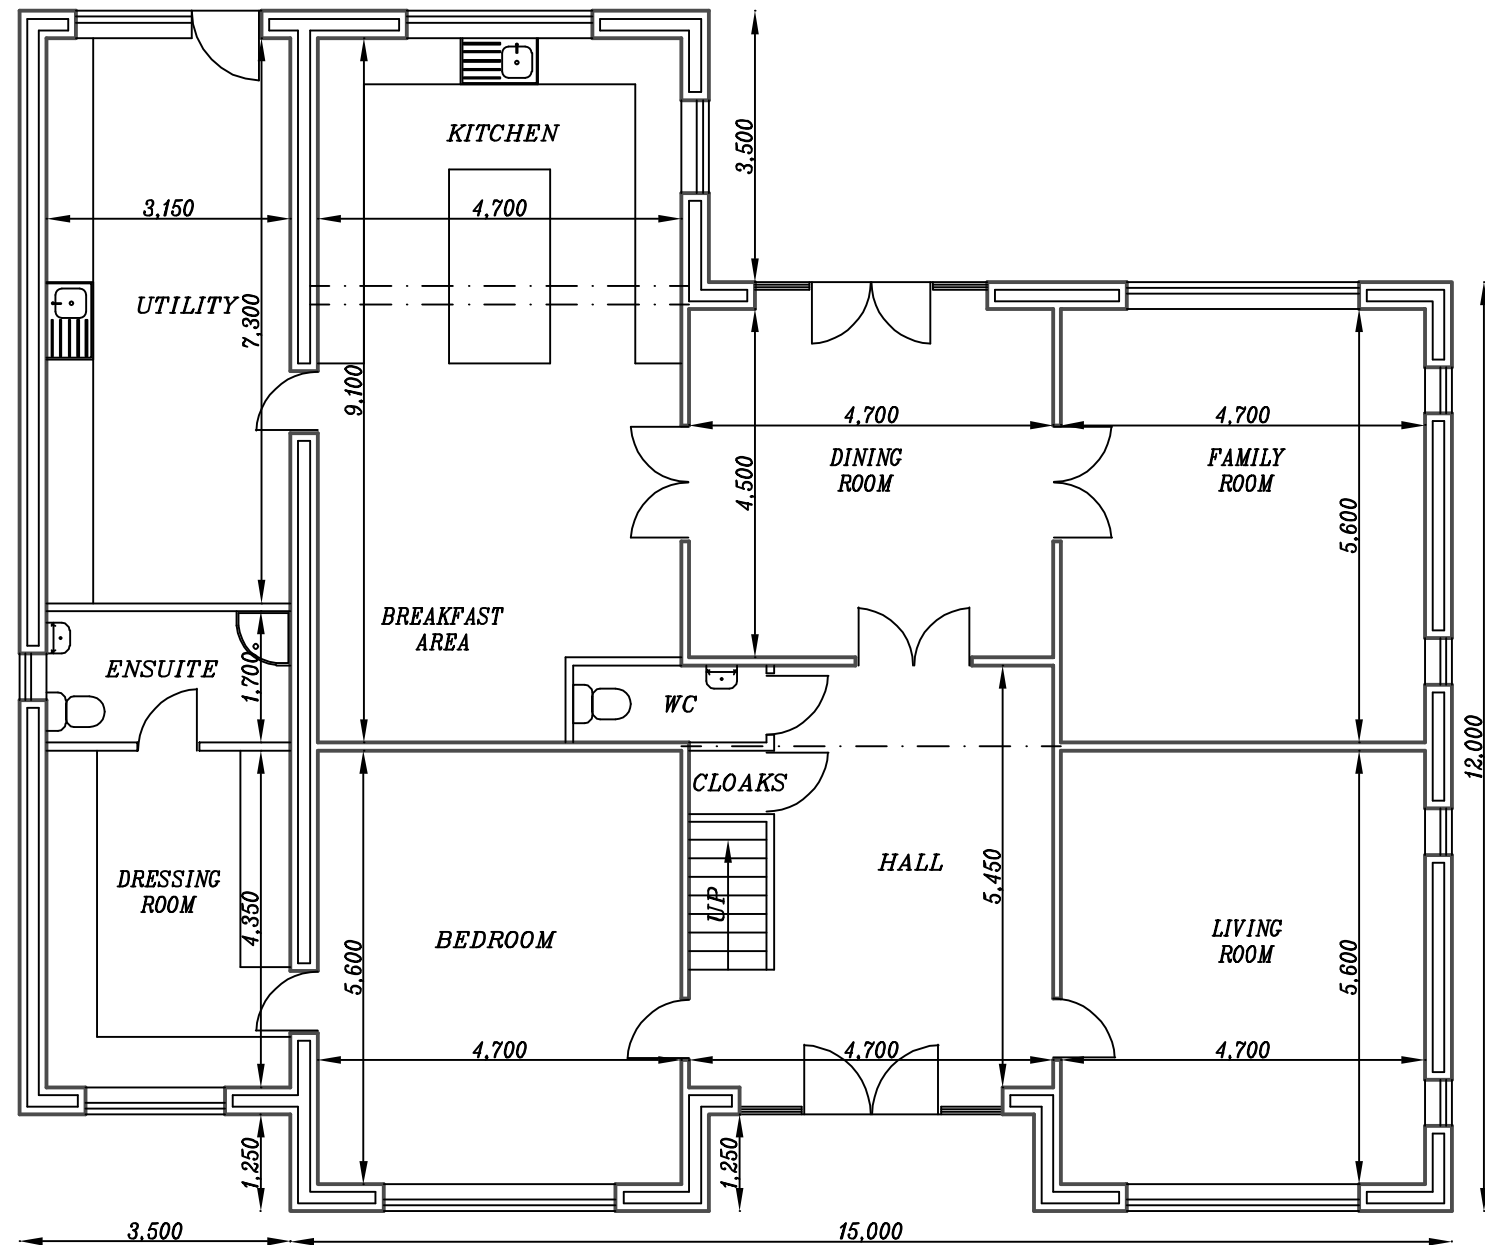 KITCHEN
3,500
3,150
4,700
UTILITY
7,300
9,100
4,700
4,700
DINING
ROOM
FAMILY
ROOM
4,500
5,600
BREAKFAST
AREA
ENSUITE
1,700
WC
12,000
CLOAKS
HALL
5,450
DRESSING
ROOM
4,350
UP
BEDROOM
5,600
LIVING
ROOM
5,600
4,700
4,700
4,700
1,250
1,250
3,500
15,000